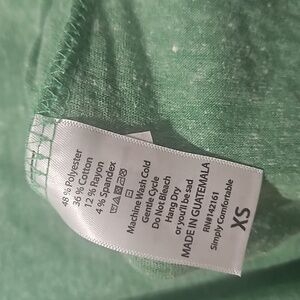 48 % Polyester
36 % Cotton
12 % Rayon
4 % Spandex
Machine Wash Cold
Gentle Cycle
Do Not Bleach
Hang Dry
or you'll be sad
MADE IN GUATEMALA
RN#142161
Simply Comfortable
XS